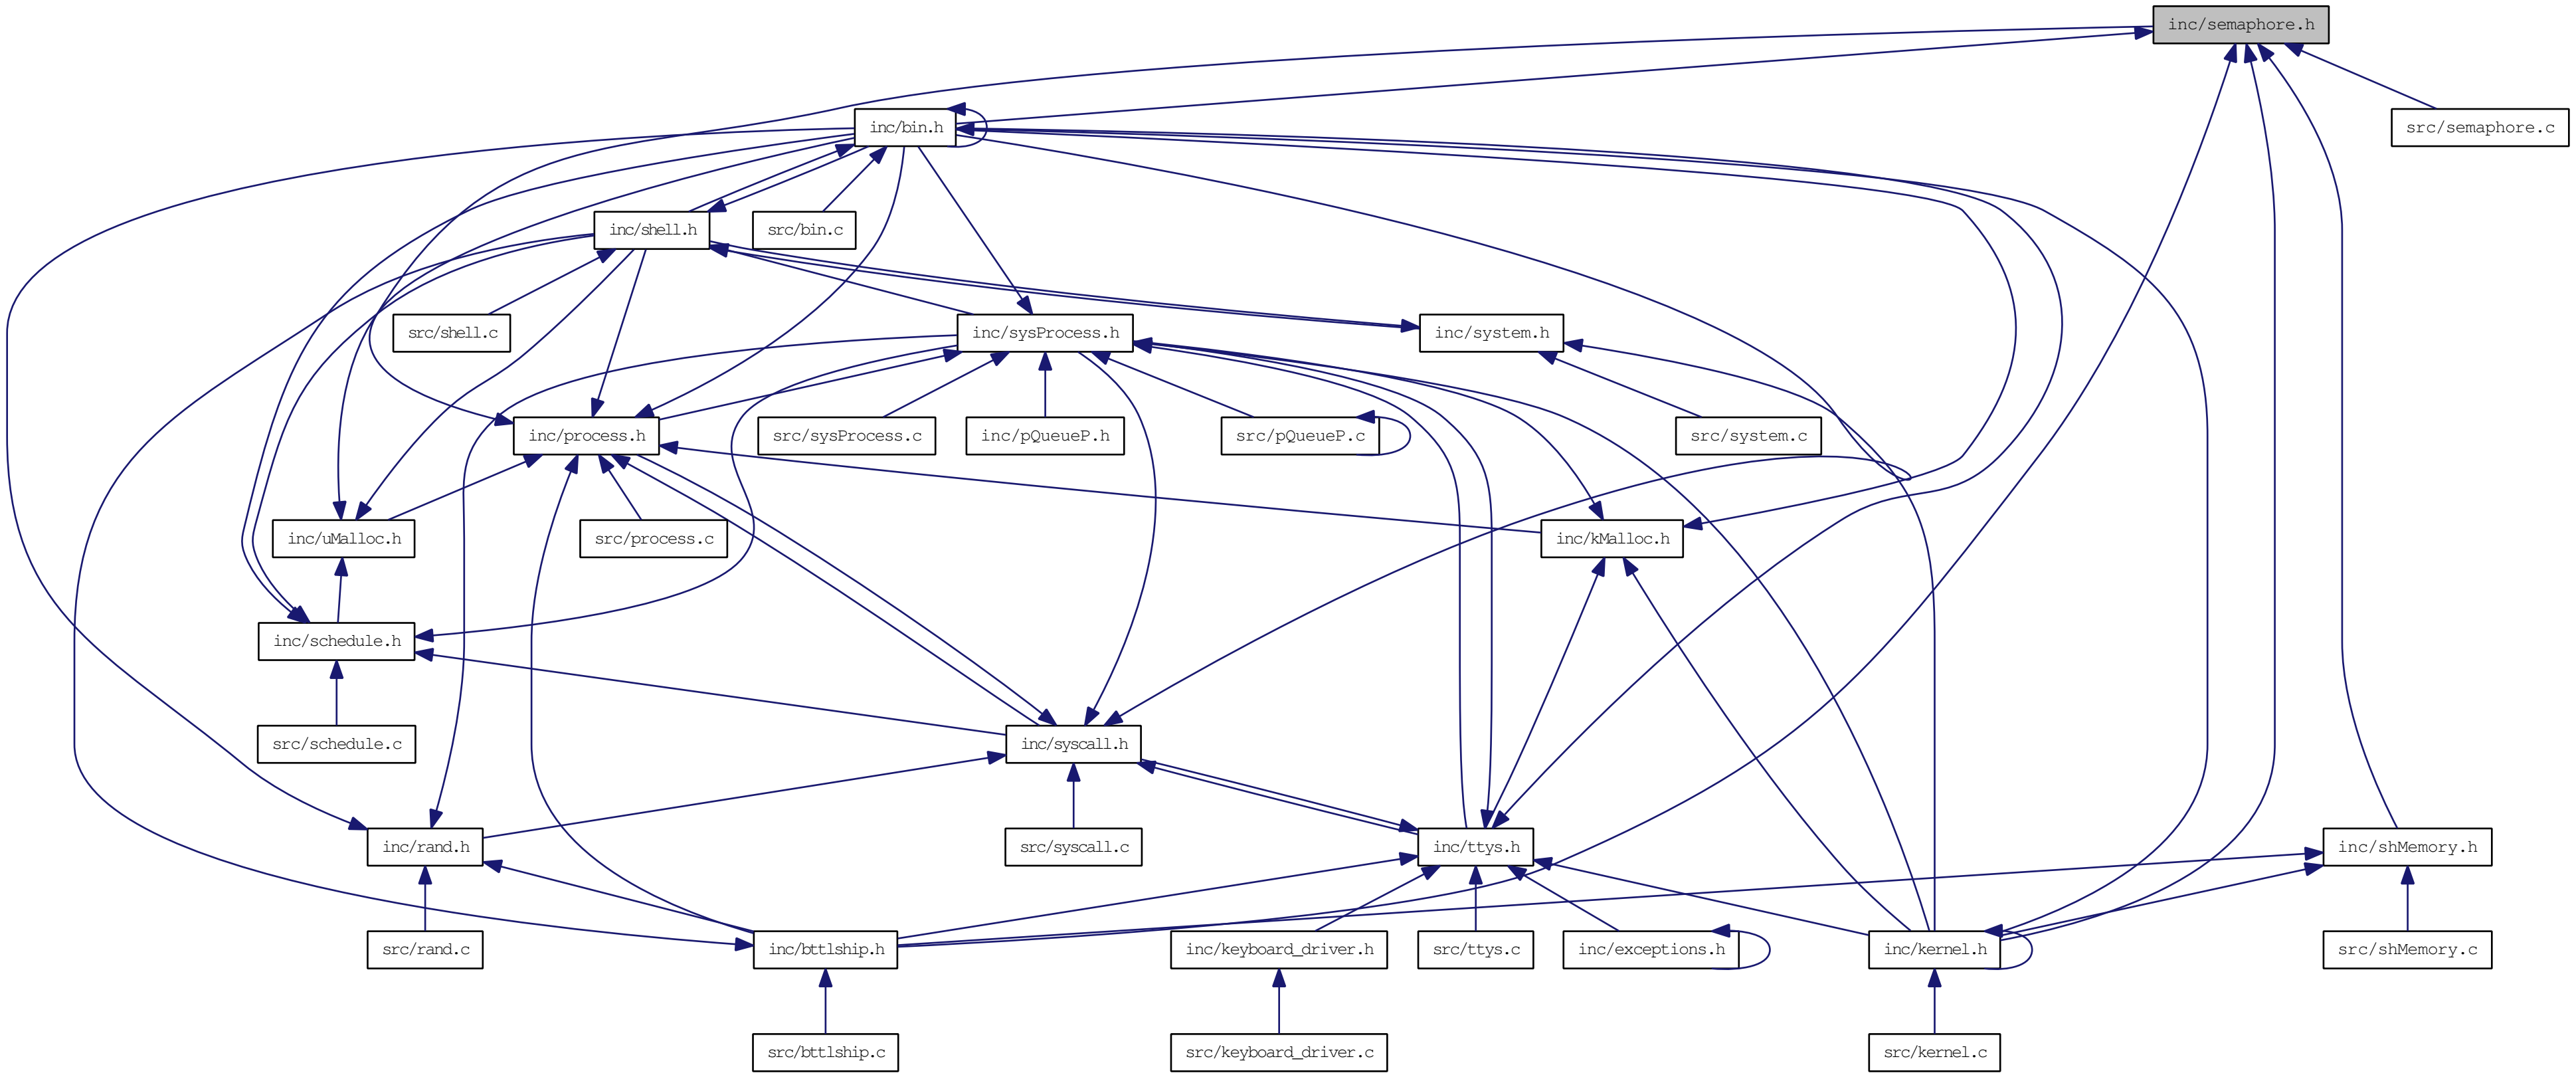 inc/semaphore.h
inc/bin.h
src/semaphore.c
inc/shell.h
src/bin.c
src/shell.c
inc/sysProcess.h
inc/system.h
inc/process.h
src/sysProcess.c
inc/pQueueP.h
src/pQueueP.c
src/system.c
inc/uMalloc.h
src/process.c
inc/kMalloc.h
inc/schedule.h
src/schedule.c
inc/syscall.h
inc/rand.h
src/syscall.c
inc/ttys.h
inc/shMemory.h
src/rand.c
inc/bttlship.h
inc/keyboard_driver.h
src/ttys.c
inc/exceptions.h
inc/kernel.h
src/shMemory.c
src/bttlship.c
src/keyboard_driver.c
src/kernel.c